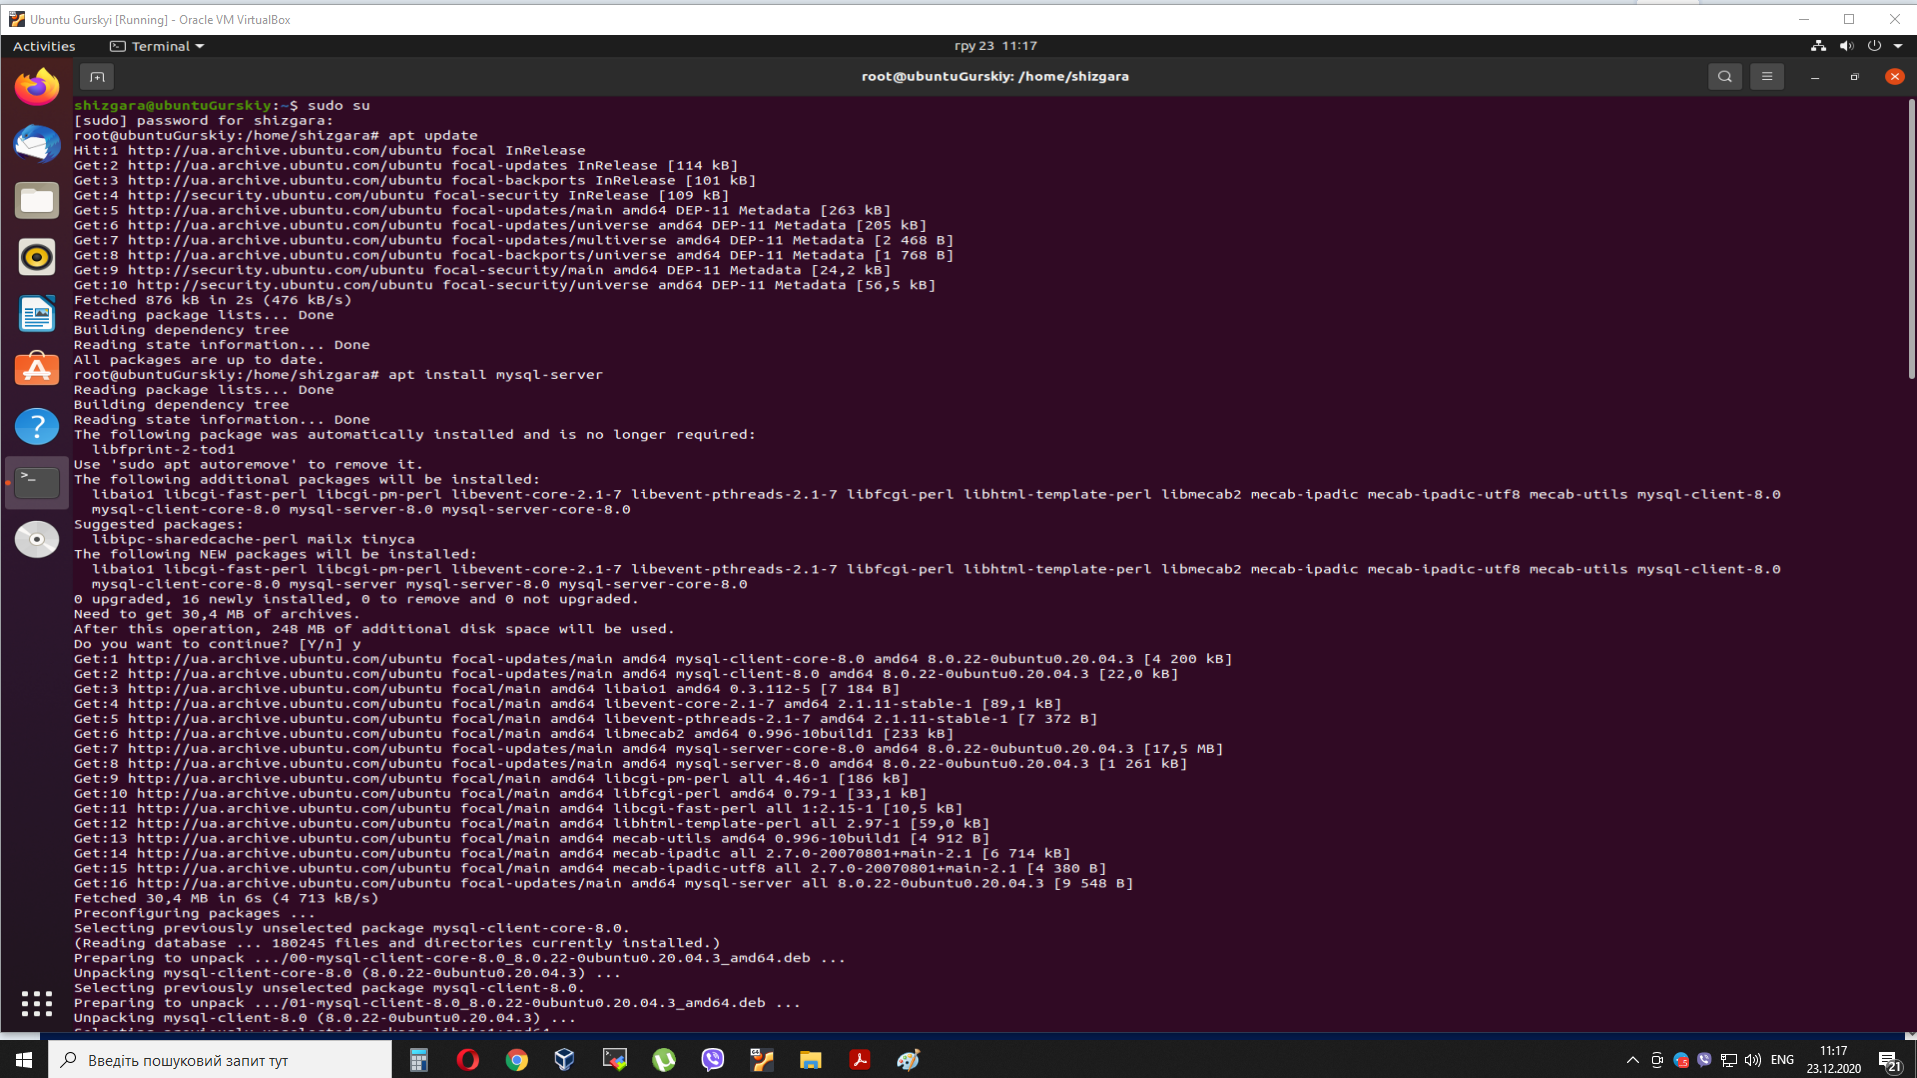 Ubuntu Gurskyi [Running] - Oracle VM VirtualBox
Activities
Terminal
гру 23 11:17
root@ubuntuGurskiy: /home/shizgara
shizgara@ubuntuGurskiy:~$ sudo su
[sudo] password for shizgara:
root@ubuntuGurskiy:/home/shizgara# apt update
Hit:1 http://ua.archive.ubuntu.com/ubuntu focal InRelease
Get:2 http://ua.archive.ubuntu.com/ubuntu focal-updates InRelease [114 kB]
Get:3 http://ua.archive.ubuntu.com/ubuntu focal-backports InRelease [101 kB]
Get:4 http://security.ubuntu.com/ubuntu focal-security InRelease [109 kB]
Get:5 http://ua.archive.ubuntu.com/ubuntu focal-updates/main amd64 DEP-11 Metadata [263 kB]
Get:6 http://ua.archive.ubuntu.com/ubuntu focal-updates/universe amd64 DEP-11 Metadata [205 kB]
Get:7 http://ua.archive.ubuntu.com/ubuntu focal-updates/multiverse amd64 DEP-11 Metadata [2 468 B]
Get:8 http://ua.archive.ubuntu.com/ubuntu focal-backports/universe amd64 DEP-11 Metadata [1 768 B]
Get:9 http://security.ubuntu.com/ubuntu focal-security/main amd64 DEP-11 Metadata [24,2 kB]
Get:10 http://security.ubuntu.com/ubuntu focal-security/universe amd64 DEP-11 Metadata [56,5 kB]
Fetched 876 kB in 2s (476 kB/s)
Reading package lists... Done
Building dependency tree
Reading state information... Done
All packages are up to date.
root@ubuntuGurskiy:/home/shizgara# apt install mysql-server
Reading package lists... Done
Building dependency tree
Reading state information... Done
The following package was automatically installed and is no longer required:
libfprint-2-tod1
Use 'sudo apt autoremove' to remove it.
The following additional packages will be installed:
libaio1 libcgi-fast-perl libcgi-pm-perl libevent-core-2.1-7 libevent-pthreads-2.1-7 libfcgi-perl libhtml-template-perl libmecab2 mecab-ipadic mecab-ipadic-utf8 mecab-utils mysql-client-8.0
mysql-client-core-8.0 mysql-server-8.0 mysql-server-core-8.0
Suggested packages:
libipc-sharedcache-perl mailx tinyca
The following NEW packages will be installed:
libaio1 libcgi-fast-perl libcgi-pm-perl libevent-core-2.1-7 libevent-pthreads-2.1-7 libfcgi-perl libhtml-template-perl libmecab2 mecab-ipadic mecab-ipadic-utf8 mecab-utils mysql-client-8.0
mysql-client-core-8.0 mysql-server mysql-server-8.0 mysql-server-core-8.0
0 upgraded, 16 newly installed, 0 to remove and 0 not upgraded.
Need to get 30,4 MB of archives.
After this operation, 248 MB of additional disk space will be used.
Do you want to continue? [Y/n] y
Get:1 http://ua.archive.ubuntu.com/ubuntu focal-updates/main amd64 mysql-client-core-8.0 amd64 8.0.22-0ubuntu0.20.04.3 [4 200 kB]
Get:2 http://ua.archive.ubuntu.com/ubuntu focal-updates/main amd64 mysql-client-8.0 amd64 8.0.22-0ubuntu0.20.04.3 [22,0 kB]
Get:3 http://ua.archive.ubuntu.com/ubuntu focal/main amd64 libaio1 amd64 0.3.112-5 [7 184 B]
Get:4 http://ua.archive.ubuntu.com/ubuntu focal/main amd64 libevent-core-2.1-7 amd64 2.1.11-stable-1 [89,1 kB]
Get:5 http://ua.archive.ubuntu.com/ubuntu focal/main amd64 libevent-pthreads-2.1-7 amd64 2.1.11-stable-1 [7 372 B]
Get:6 http://ua.archive.ubuntu.com/ubuntu focal/main amd64 libmecab2 amd64 0.996-10build1 [233 kB]
Get:7 http://ua.archive.ubuntu.com/ubuntu focal-updates/main amd64 mysql-server-core-8.0 amd64 8.0.22-0ubuntu0.20.04.3 [17,5 MB]
Get:8 http://ua.archive.ubuntu.com/ubuntu focal-updates/main amd64 mysql-server-8.0 amd64 8.0.22-0ubuntu0.20.04.3 [1 261 kB]
Get:9 http://ua.archive.ubuntu.com/ubuntu focal/main amd64 libcgi-pm-perl all 4.46-1 [186 kB]
Get:10 http://ua.archive.ubuntu.com/ubuntu focal/main amd64 libfcgi-perl amd64 0.79-1 [33,1 kB]
Get:11 http://ua.archive.ubuntu.com/ubuntu focal/main amd64 libcgi-fast-perl all 1:2.15-1 [10,5 kB]
Get:12 http://ua.archive.ubuntu.com/ubuntu focal/main amd64 libhtml-template-perl all 2.97-1 [59,0 kB]
Get:13 http://ua.archive.ubuntu.com/ubuntu focal/main amd64 mecab-utils amd64 0.996-10build1 [4 912 B]
Get:14 http://ua.archive.ubuntu.com/ubuntu focal/main amd64 mecab-ipadic all 2.7.0-20070801+main-2.1 [6 714 kB]
Get:15 http://ua.archive.ubuntu.com/ubuntu focal/main amd64 mecab-ipadic-utf8 all 2.7.0-20070801+main-2.1 [4 380 B]
Get:16 http://ua.archive.ubuntu.com/ubuntu focal-updates/main amd64 mysql-server all 8.0.22-0ubuntu0.20.04.3 [9 548 B]
Fetched 30,4 MB in 6s (4 713 kB/s)
Preconfiguring packages ...
Selecting previously unselected package mysql-client-core-8.0.
(Reading database ... 180245 files and directories currently installed.)
Preparing to unpack .../00-mysql-client-core-8.0_8.0.22-0ubuntu0.20.04.3_amd64.deb ...
Unpacking mysql-client-core-8.0 (8.0.22-0ubuntu0.20.04.3) ...
Selecting previously unselected package mysql-client-8.0.
Preparing to unpack .../01-mysql-client-8.0_8.0.22-0ubuntu0.20.04.3_amd64.deb ...
Unpacking mysql-client-8.0 (8.0.22-0ubuntu0.20.04.3) ...
Введіть пошуковий запит тут
ENG
11:17
23.12.2020
21